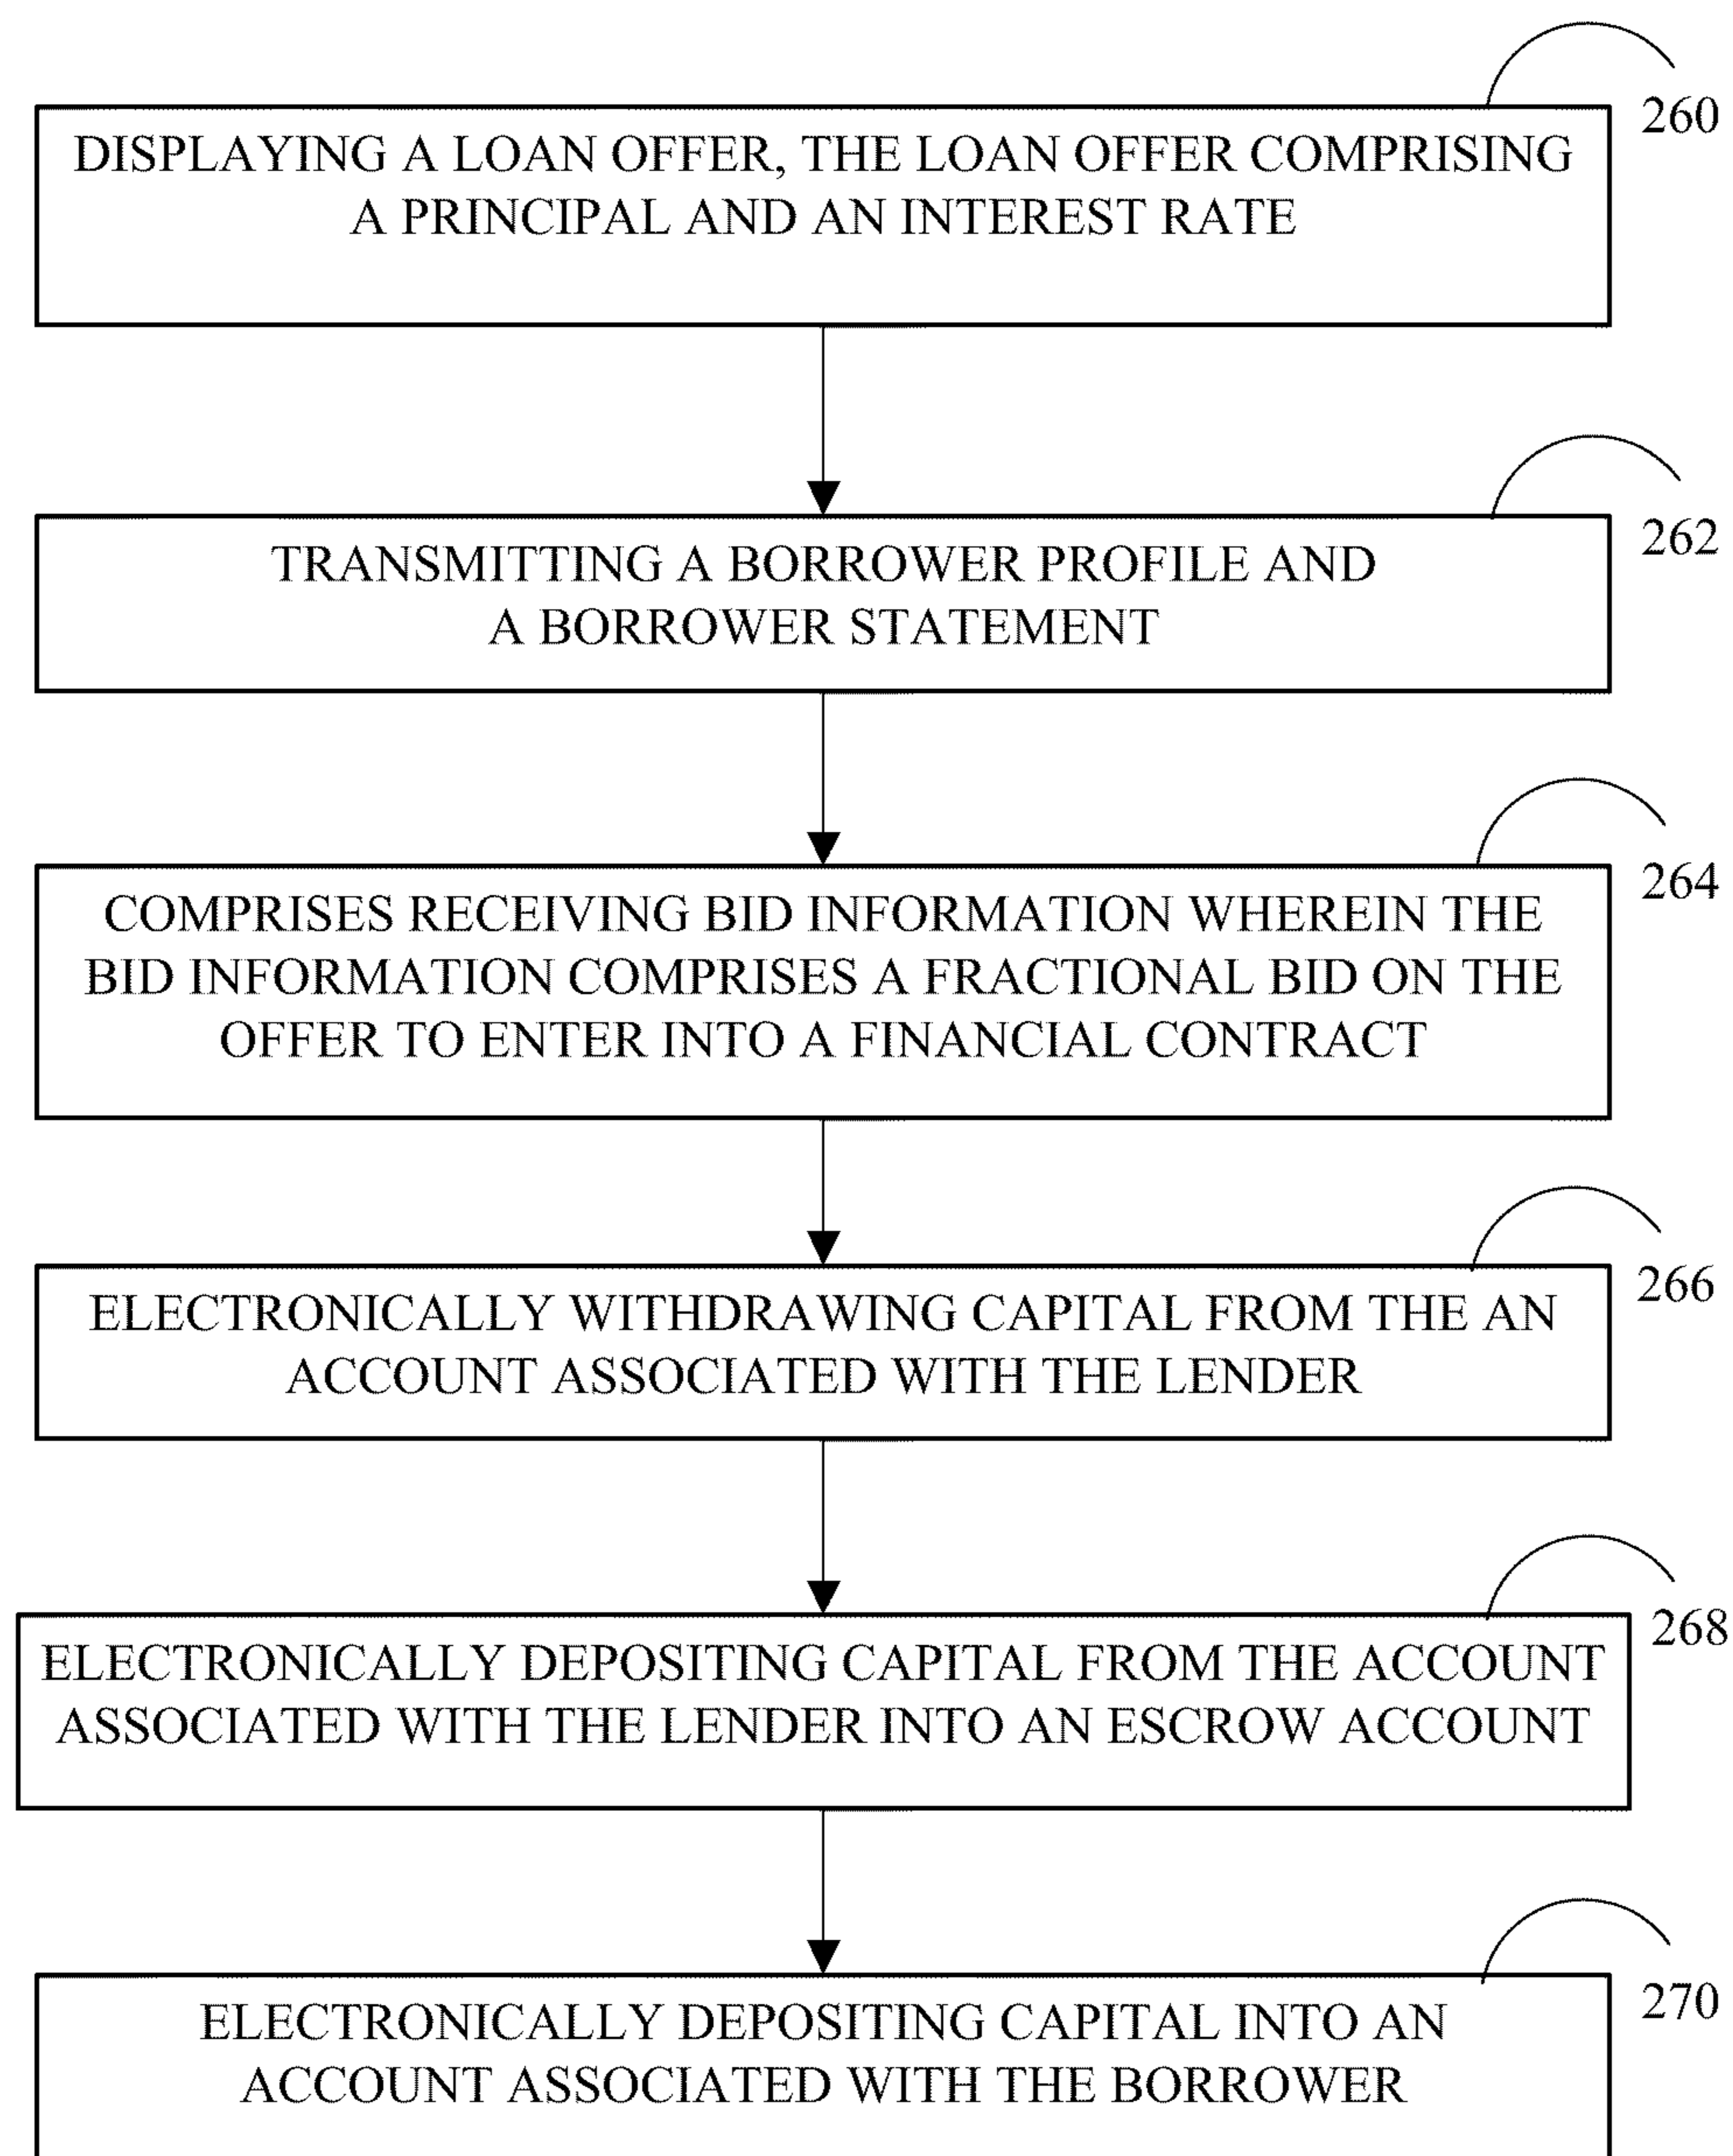 260
DISPLAYING A LOAN OFFER, THE LOAN OFFER COMPRISING
A PRINCIPAL AND AN INTEREST RATE
262
TRANSMITTING A BORROWER PROFILE AND
A BORROWER STATEMENT
264
COMPRISES RECEIVING BID INFORMATION WHEREIN THE
BID INFORMATION COMPRISES A FRACTIONAL BID ON THE
OFFER TO ENTER INTO A FINANCIAL CONTRACT
266
ELECTRONICALLY WITHDRAWING CAPITAL FROM THE AN
ACCOUNT ASSOCIATED WITH THE LENDER
268
ELECTRONICALLY DEPOSITING CAPITAL FROM THE ACCOUNT
ASSOCIATED WITH THE LENDER INTO AN ESCROW ACCOUNT
270
ELECTRONICALLY DEPOSITING CAPITAL INTO AN
ACCOUNT ASSOCIATED WITH THE BORROWER